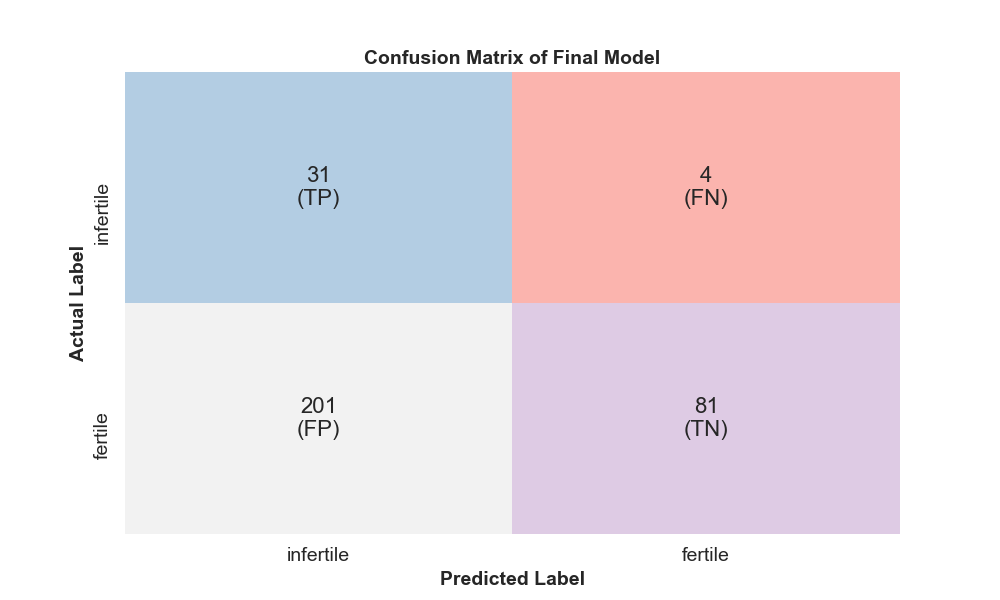 Confusion Matrix of Final Model
31
(TP)
4
(FN)
201
(FP)
81
(TN)
infertile
fertile
Actual Label
infertile
fertile
Predicted Label